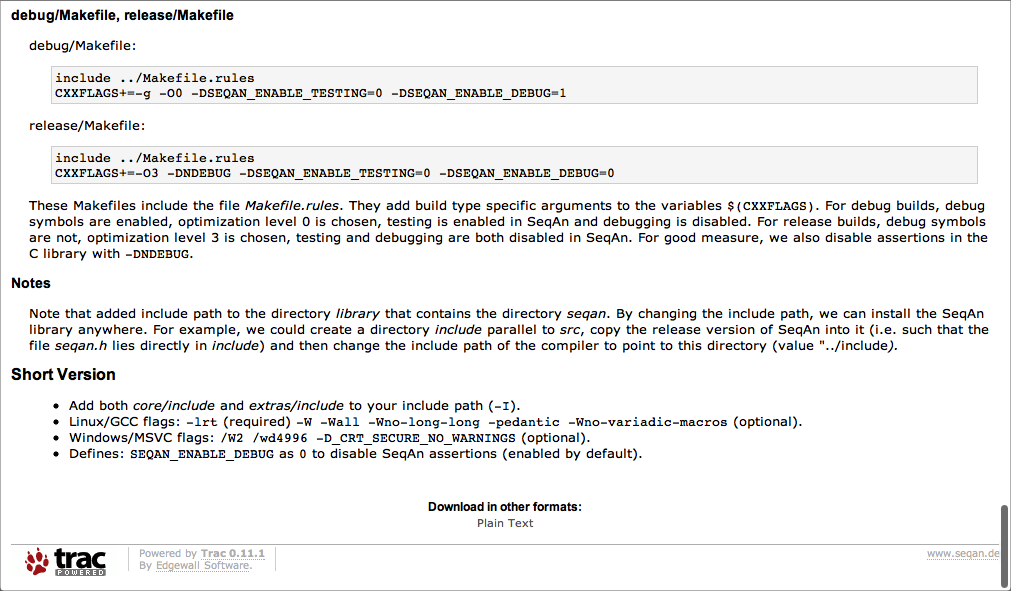 debug/Makefile, release/Makefile
debug/Makefile:
include ../Makefile.rules
CXXFLAGS+=-g -O0 -DSEQAN_ENABLE_TESTING=0 -DSEQAN_ENABLE_DEBUG=1
release/Makefile:
include ../Makefile.rules
CXXFLAGS+=-O3 -DNDEBUG -DSEQAN_ENABLE_TESTING=0 -DSEQAN_ENABLE_DEBUG=0
These Makefiles include the file Makefile.rules. They add build type specific arguments to the variables $(CXXFLAGS). For debug builds, debug
symbols are enabled, optimization level 0 is chosen, testing is enabled in SeqAn and debugging is disabled. For release builds, debug symbols
are not, optimization level 3 is chosen, testing and debugging are both disabled in SeqAn. For good measure, we also disable assertions in the
C library with -DNDEBUG.
Notes
Note that added include path to the directory library that contains the directory seqan. By changing the include path, we can install the SeqAn
library anywhere. For example, we could create a directory include parallel to src, copy the release version of SeqAn into it (i.e. such that the
file seqan.h lies directly in include) and then change the include path of the compiler to point to this directory (value "../include).
Short Version
• Add both core/include and extras/include to your include path (-I).
• Linux/GCC flags: -lrt (required) -W -Wall -Wno-long-long -pedantic -Wno-variadic-macros (optional).
• Windows/MSVC flags: /W2 /wd4996 -D_CRT_SECURE_NO_WARNINGS (optional).
• Defines: SEQAN_ENABLE_DEBUG as 0 to disable SeqAn assertions (enabled by default).
Download in other formats:
Plain Text
trac
POWERED
Powered by Trac 0.11.1
By Edgewall Software.
www.seqan.de